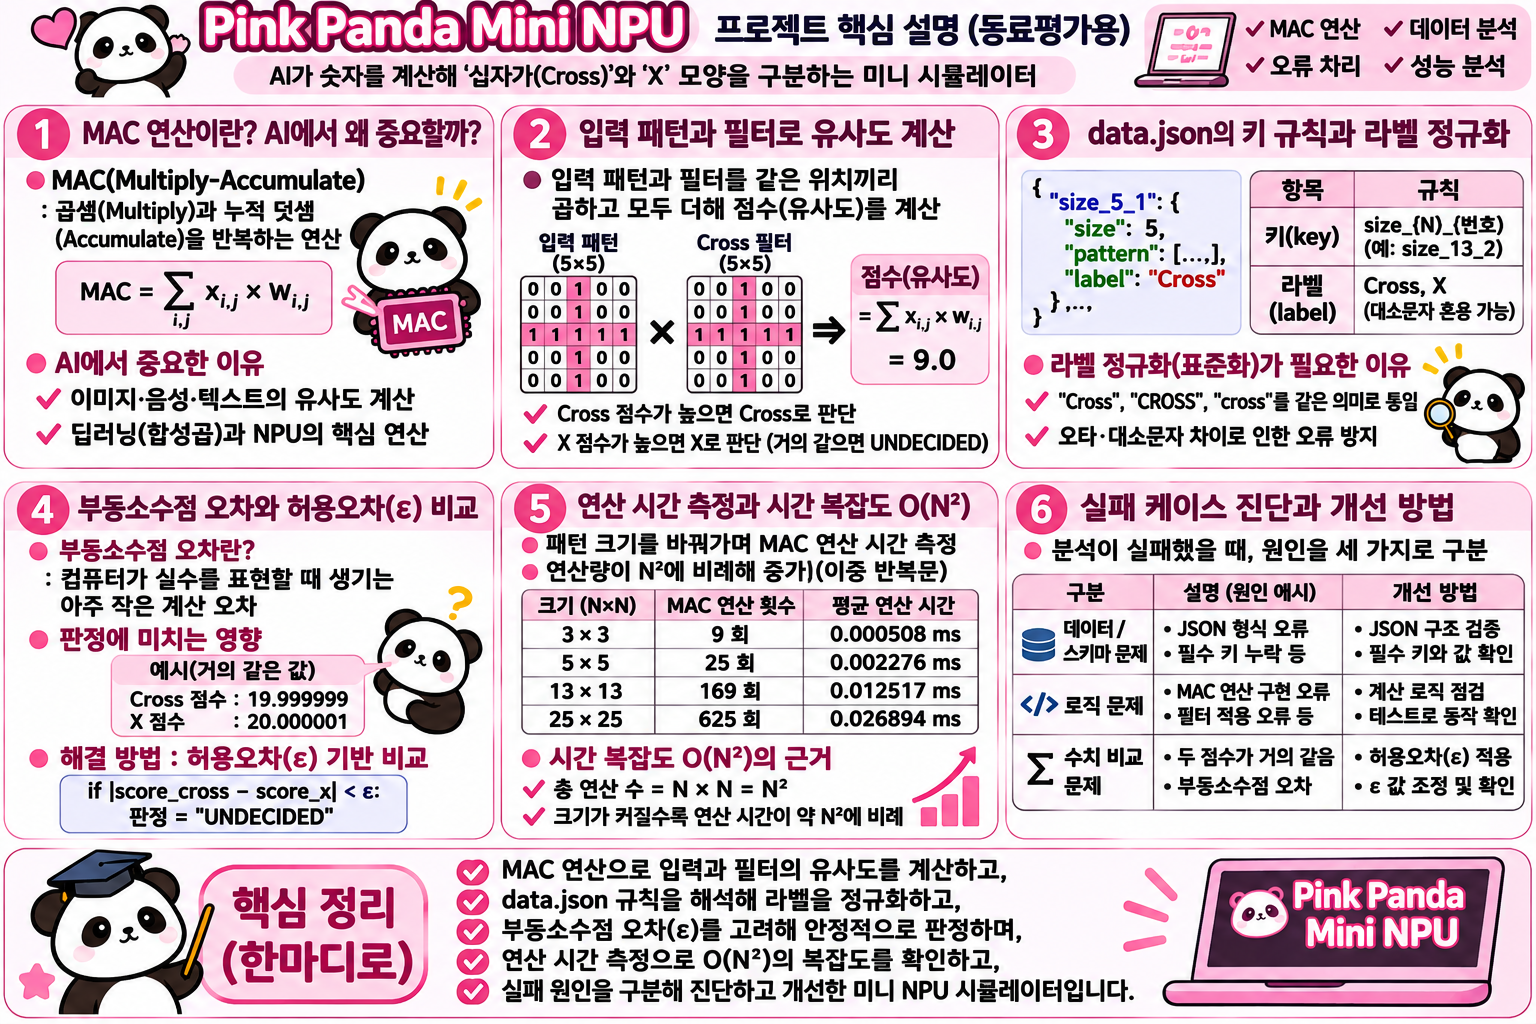 Pink Panda Mini NPU 프로젝트 핵심 설명 (동료평가용)
AI가 숫자를 계산해 '십자가(Cross)'와 'X' 모양을 구분하는 미니 시뮬레이터
✓ MAC 연산 ✓ 데이터 분석
✓ 오류 차리 ✓ 성능 분석
1 MAC 연산이란? AI에서 왜 중요할까?
MAC(Multiply-Accumulate)
: 곱셈(Multiply)과 누적 덧셈
(Accumulate)을 반복하는 연산
MAC = ∑ x i,j × w i,j
i,j
MAC
AI에서 중요한 이유
✓ 이미지·음성·텍스트의 유사도 계산
✓ 딥러닝(합성곱)과 NPU의 핵심 연산
2 입력 패턴과 필터로 유사도 계산
입력 패턴과 필터를 같은 위치끼리
곱하고 모두 더해 점수(유사도)를 계산
입력 패턴
(5×5)
0 0 1 0 0
0 0 1 0 0
1 1 1 1 1
0 0 1 0 0
0 0 1 0 0
×
Cross 필터
(5×5)
0 0 1 0 0
0 0 1 0 0
1 1 1 1 1
0 0 1 0 0
0 0 1 0 0
⇒
점수(유사도)
= ∑ x i,j × w i,j
= 9.0
✓ Cross 점수가 높으면 Cross로 판단
✓ X 점수가 높으면 X로 판단 (거의 같으면 UNDECIDED)
3 data.json의 키 규칙과 라벨 정규화
{
"size_5_1": {
"size": 5,
"pattern": [...,],
"label": "Cross"
} ,..,
}
항목 규칙
키(key) size_{N}_{번호}
(예: size_13_2)
라벨
(label)
Cross, X
(대소문자 혼용 가능)
라벨 정규화(표준화)가 필요한 이유
✓ "Cross", "CROSS", "cross"를 같은 의미로 통임
✓ 오타·대소문자 차이로 인한 오류 방지
4 부동소수점 오차와 허용오차(ε) 비교
부동소수점 오차란?
: 컴퓨터가 실수를 표현할 때 생기는
아주 작은 계산 오차
?
판정에 미치는 영향
예시(거의 같은 값)
Cross 점수 : 19.999999
X 점수 : 20.000001
해결 방법 : 허용오차(ε) 기반 비교
if |score_cross – score_x| < ε:
판정 = "UNDECIDED"
5 연산 시간 측정과 시간 복잡도 O(N²)
패턴 크기를 바꿔가며 MAC 연산 시간 측정
연산량이 N²에 비례해 중가)(이중 반복문)
크기 (N×N) MAC 연산 횟수 평균 연산 시간
3 × 3 9 회 0.000508 ms
5 × 5 25 회 0.002276 ms
13 × 13 169 회 0.012517 ms
25 × 25 625 회 0.026894 ms
시간 복잡도 O(N²)의 근거
✓ 총 연산 수 = N × N = N²
✓ 크기가 커질수록 연산 시간이 약 N²에 비례
6 실패 케이스 진단과 개선 방법
분석이 실패했을 때, 원인을 세 가지로 구분
구분 설명 (원인 애시) 개선 방법
데이터 /
스키마 문제
• JSON 형식 오류
• 필수 키 누락 등
• JSON 구조 검증
• 필수 키와 값 확인
</> 로직 문제
• MAC 연산 구현 오류
• 필터 적용 오류 등
• 계산 로직 점검
• 테스트로 동작 확인
∑ 수치 비교
문제
• 두 점수가 거의 같음
• 부동소수점 오차
• 허용오차(ε) 적용
• ε 값 조정 및 확인
핵심 정리
(한마디로)
MAC 연산으로 입력과 필터의 유사도를 계산하고,
data.json 규칙을 해석해 라벨을 정규화하고,
부동소수점 오차(ε)를 고려해 안정적으로 판정하며,
연산 시간 측정으로 O(N²)의 복잡도를 확인하고,
실패 원인을 구분해 진단하고 개선한 미니 NPU 시뮬레이터입니다.
Pink Panda
Mini NPU